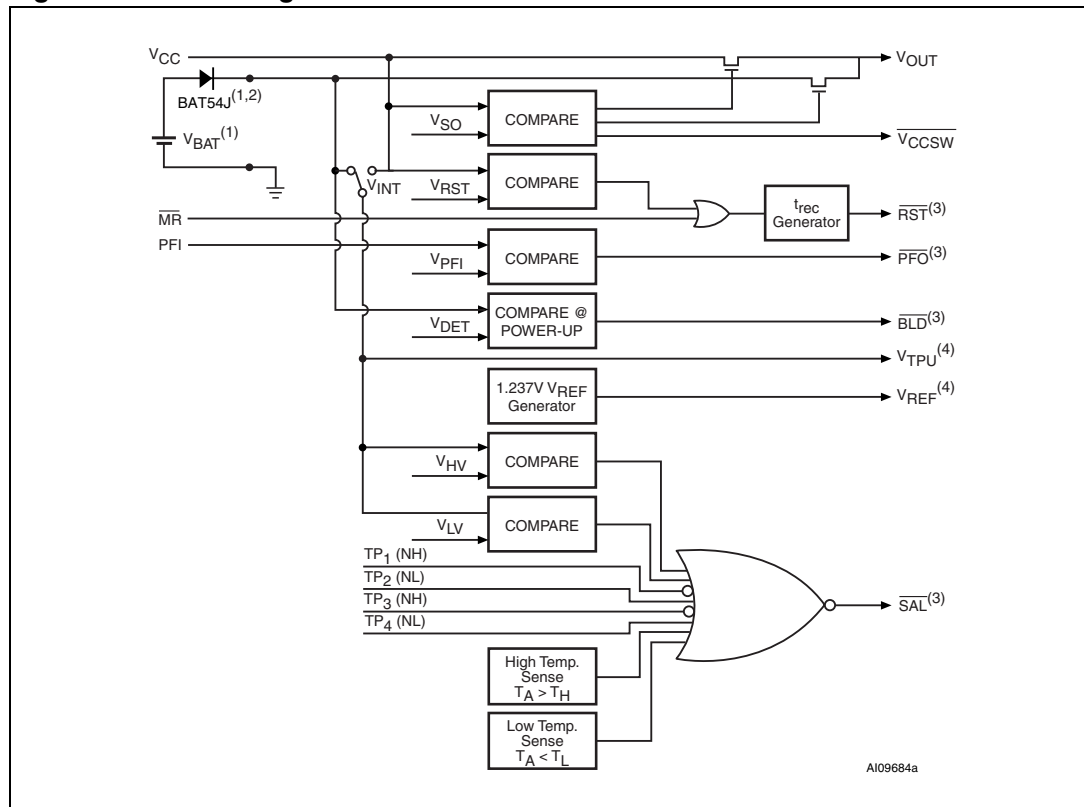 VCC
VOUT
BAT54J(1,2)
VBAT(1)
VSO
COMPARE
VCCSW
VINT
VRST
COMPARE
trec
Generator
RST(3)
MR
PFI
VPFI
COMPARE
PFO(3)
VDET
COMPARE @
POWER-UP
BLD(3)
VTPU(4)
1.237V VREF
Generator
VREF(4)
VHV
COMPARE
VLV
COMPARE
TP1 (NH)
TP2 (NL)
TP3 (NH)
TP4 (NL)
SAL(3)
High Temp.
Sense
TA > TH
Low Temp.
Sense
TA < TL
AI09684a